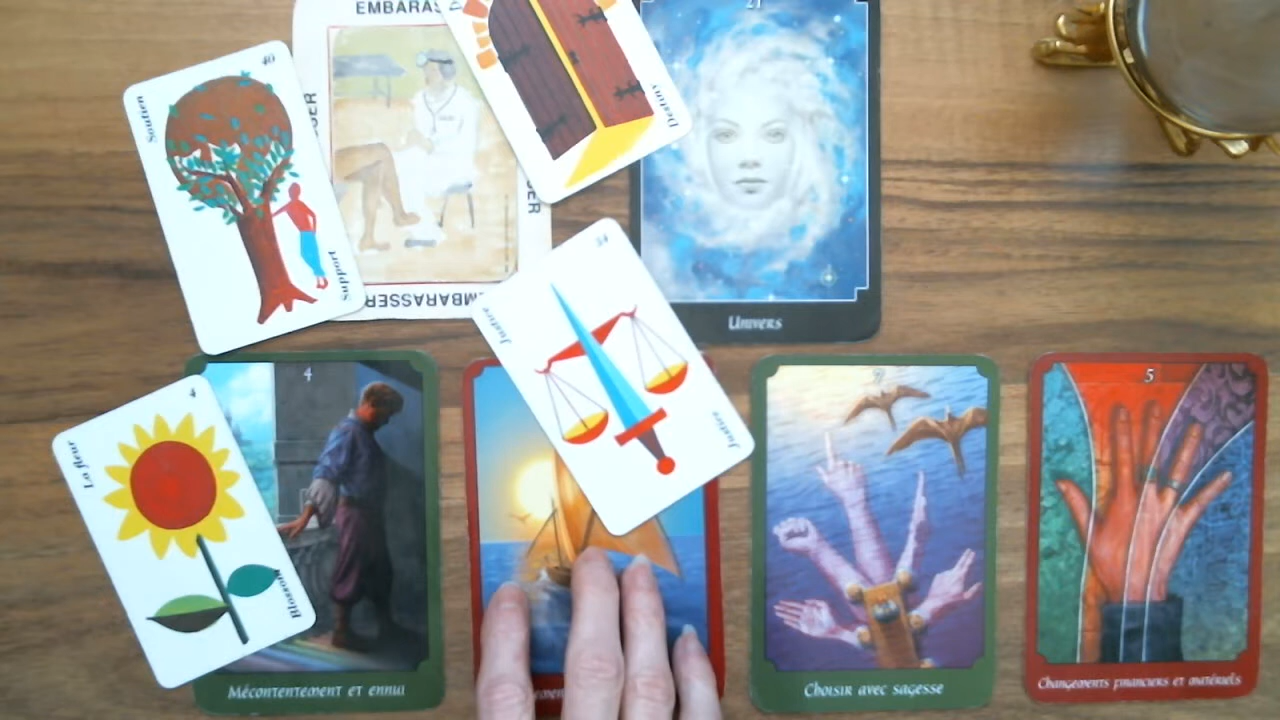 EMBARAS
21
40
Soutien
Support
Destiny
EMBARASSER
Univers
34
Justice
Justice
4
La fleur
Blossom
4
Mécontentement et ennui
9
Choisir avec sagesse
5
Changements financiers et matériels